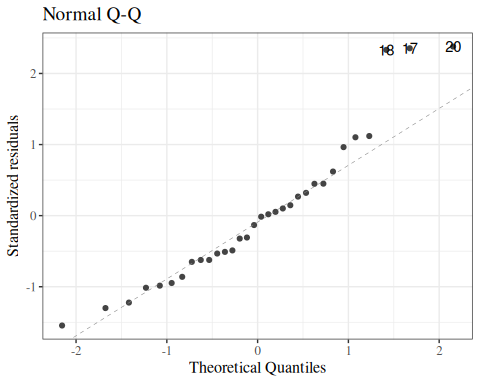 Normal Q-Q
18 17 20
2
1
0
-1
-2 -1 0 1 2
Standardized residuals
Theoretical Quantiles